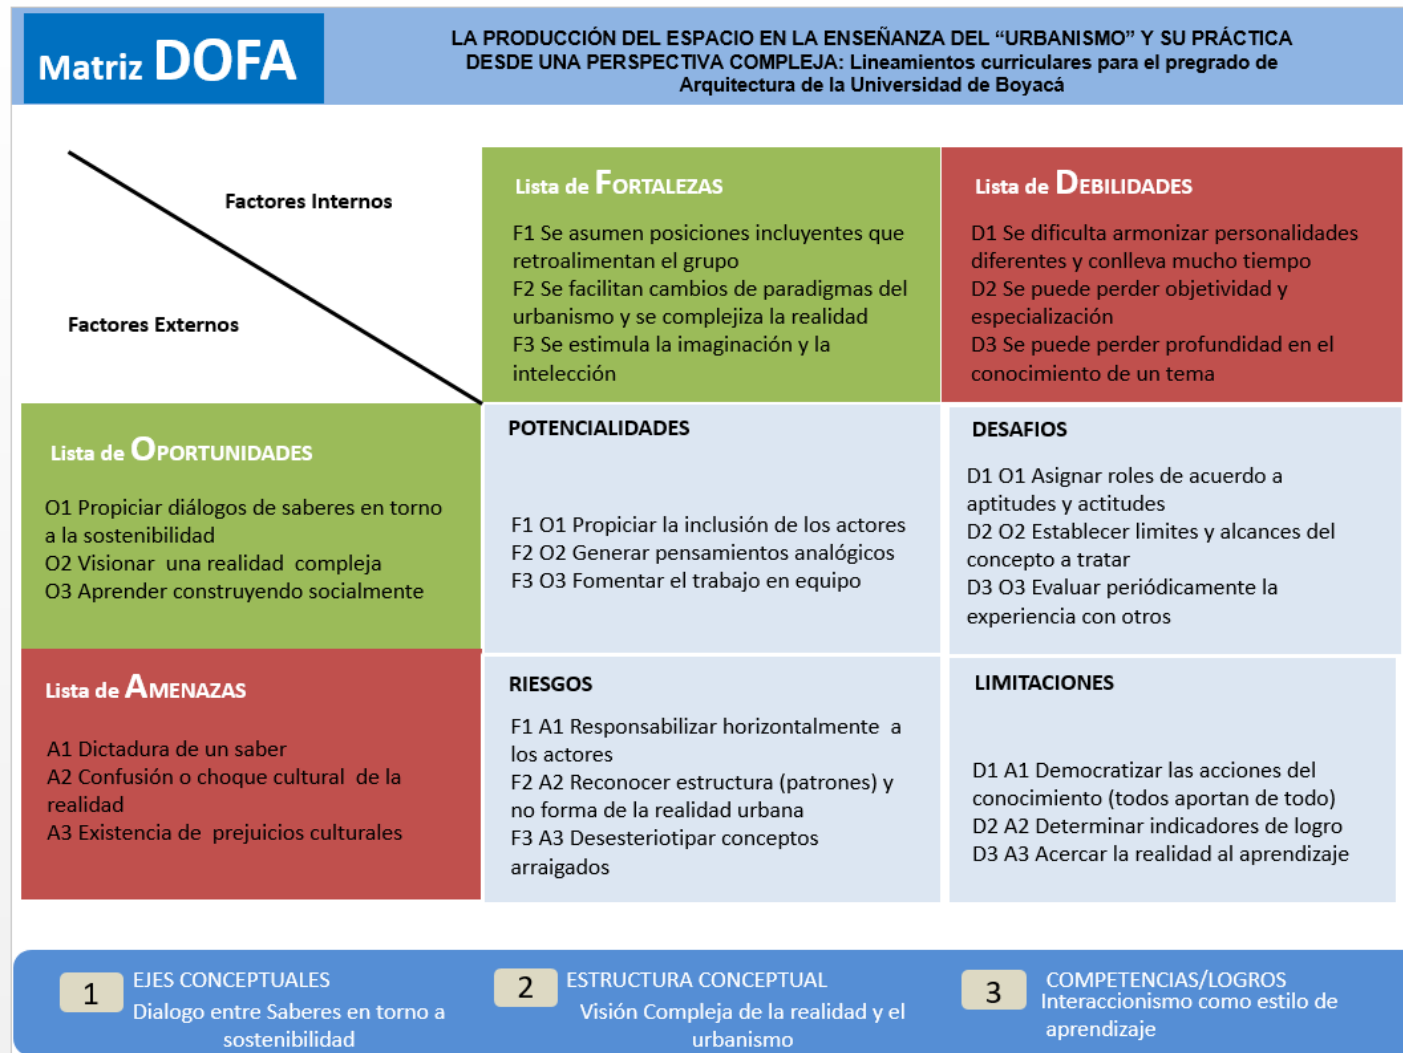 Matriz DOFA
LA PRODUCCIÓN DEL ESPACIO EN LA ENSEÑANZA DEL “URBANISMO” Y SU PRÁCTICA
DESDE UNA PERSPECTIVA COMPLEJA: Lineamientos curriculares para el pregrado de
Arquitectura de la Universidad de Boyacá
Factores Internos
Factores Externos
Lista de FORTALEZAS
F1 Se asumen posiciones incluyentes que
retroalimentan el grupo
F2 Se facilitan cambios de paradigmas del
urbanismo y se complejiza la realidad
F3 Se estimula la imaginación y la
intelección
Lista de DEBILIDADES
D1 Se dificulta armonizar personalidades
diferentes y conlleva mucho tiempo
D2 Se puede perder objetividad y
especialización
D3 Se puede perder profundidad en el
conocimiento de un tema
Lista de OPORTUNIDADES
O1 Propiciar diálogos de saberes en torno
a la sostenibilidad
O2 Visionar una realidad compleja
O3 Aprender construyendo socialmente
POTENCIALIDADES
F1 O1 Propiciar la inclusión de los actores
F2 O2 Generar pensamientos analógicos
F3 O3 Fomentar el trabajo en equipo
DESAFIOS
D1 O1 Asignar roles de acuerdo a
aptitudes y actitudes
D2 O2 Establecer limites y alcances del
concepto a tratar
D3 O3 Evaluar periódicamente la
experiencia con otros
Lista de AMENAZAS
A1 Dictadura de un saber
A2 Confusión o choque cultural de la
realidad
A3 Existencia de prejuicios culturales
RIESGOS
F1 A1 Responsabilizar horizontalmente a
los actores
F2 A2 Reconocer estructura (patrones) y
no forma de la realidad urbana
F3 A3 Desesteriotipar conceptos
arraigados
LIMITACIONES
D1 A1 Democratizar las acciones del
conocimiento (todos aportan de todo)
D2 A2 Determinar indicadores de logro
D3 A3 Acercar la realidad al aprendizaje
1
EJES CONCEPTUALES
Dialogo entre Saberes en torno a
sostenibilidad
2
ESTRUCTURA CONCEPTUAL
Visión Compleja de la realidad y el
urbanismo
3
COMPETENCIAS/LOGROS
Interaccionismo como estilo de
aprendizaje